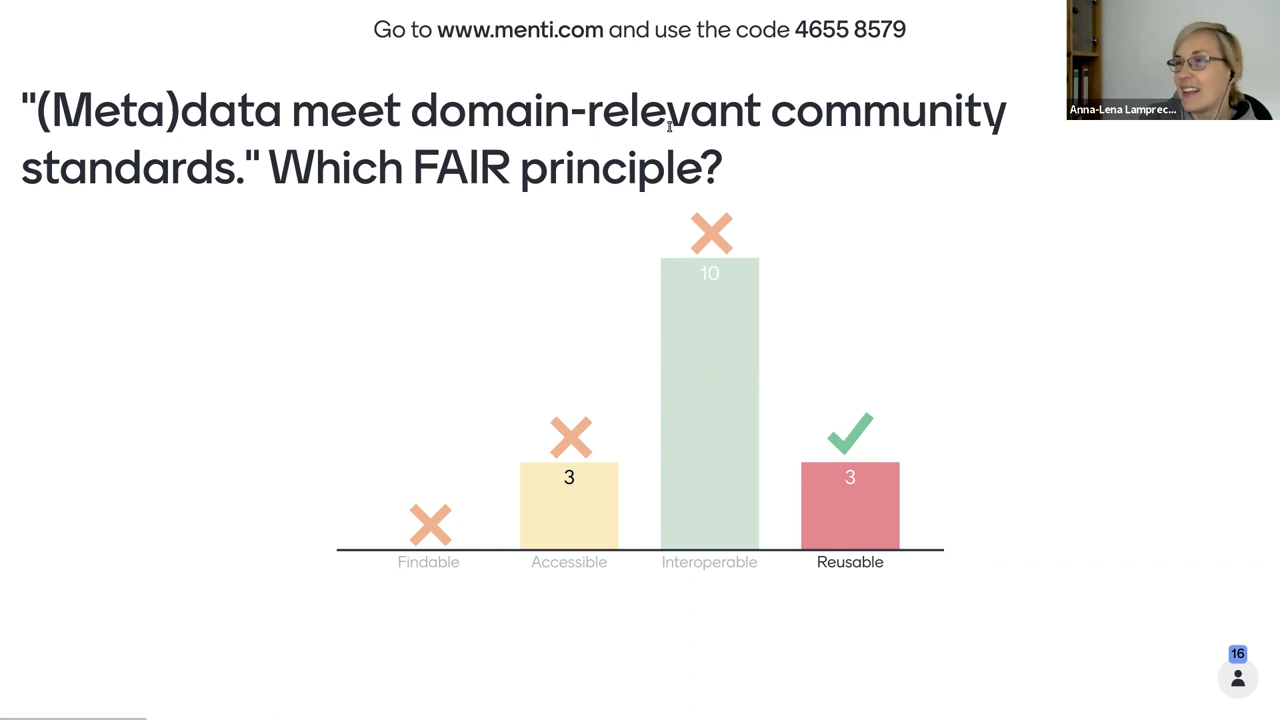 Go to www.menti.com and use the code 4655 8579
Anna-Lena Lamprec...
"(Meta)data meet domain-relevant community
standards." Which FAIR principle?
10
3
3
Findable
Accessible
Interoperable
Reusable
16